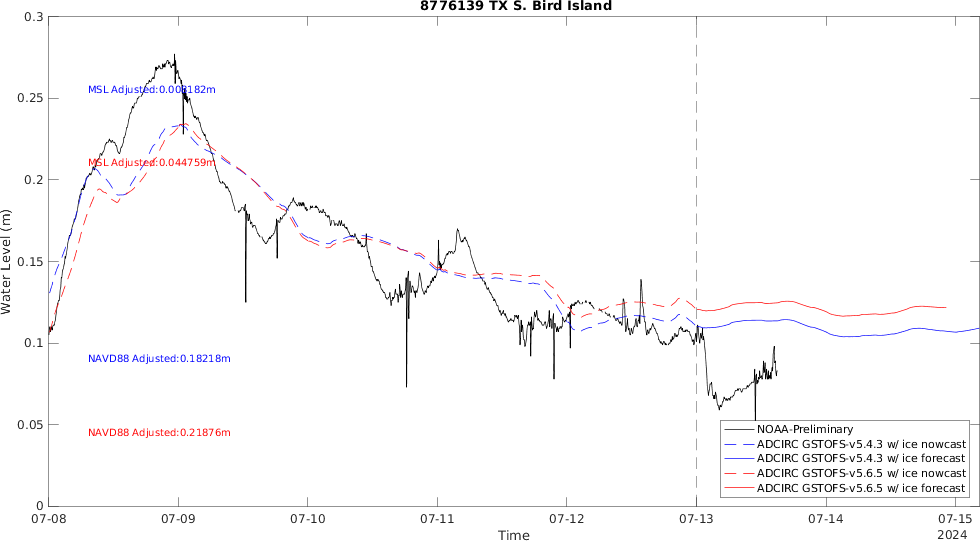 8776139 TX S. Bird Island
0.3
0.25
0.2
0.15
0.1
0.05
0
Water Level (m)
MSL Adjusted:0.008182m
MSL Adjusted:0.044759m
NAVD88 Adjusted:0.18218m
NAVD88 Adjusted:0.21876m
NOAA-Preliminary
ADCIRC GSTOFS-v5.4.3 w/ ice nowcast
ADCIRC GSTOFS-v5.4.3 w/ ice forecast
ADCIRC GSTOFS-v5.6.5 w/ ice nowcast
ADCIRC GSTOFS-v5.6.5 w/ ice forecast
07-08 07-09 07-10 07-11 07-12 07-13 07-14 07-15
Time
2024